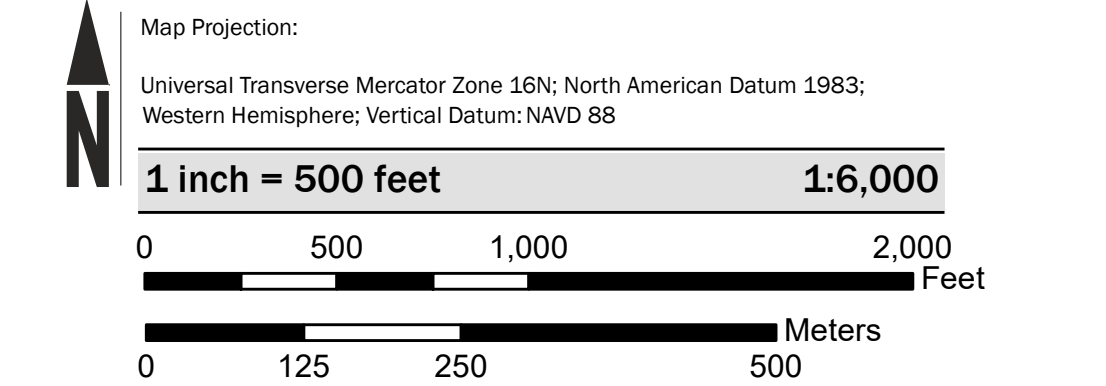 N
Map Projection:
Universal Transverse Mercator Zone 16N; North American Datum 1983;
Western Hemisphere; Vertical Datum: NAVD 88
1 inch = 500 feet 1:6,000
0 500 1,000 2,000
Feet
Meters
0 125 250 500